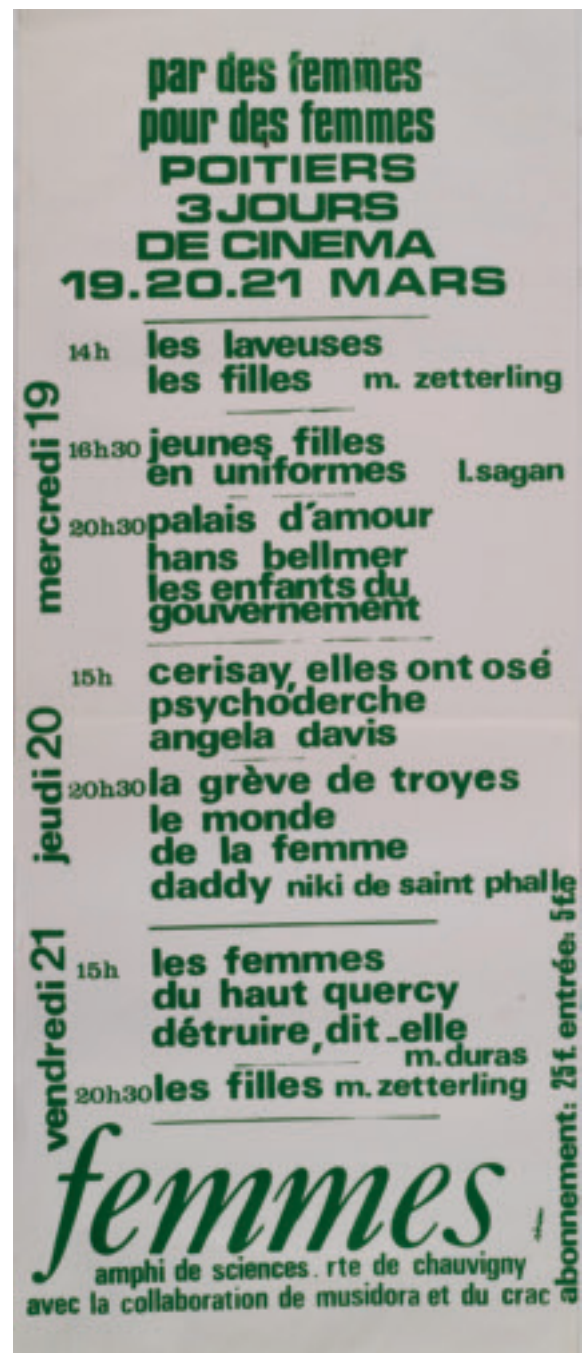 par des femmes
pour des femmes
POITIERS
3 JOURS
DE CINEMA
19.20.21 MARS
mercredi 19
14h les laveuses
les filles m. zetterling
16h30 jeunes filles
en uniformes l.sagan
20h30 palais d'amour
hans bellmer
les enfants du
gouvernement
jeudi 20
15h cerisay, elles ont osé
psychoderche
angela davis
20h30 la grève de troyes
le monde
de la femme
daddy niki de saint phalle
vendredi 21
15h les femmes
du haut quercy
détruire, dit_elle
m.duras
20h30 les filles m. zetterling
femmes
amphi de sciences. rte de chauvigny
avec la collaboration de musidora et du crac
abonnement: 25f. entrée: 5f.